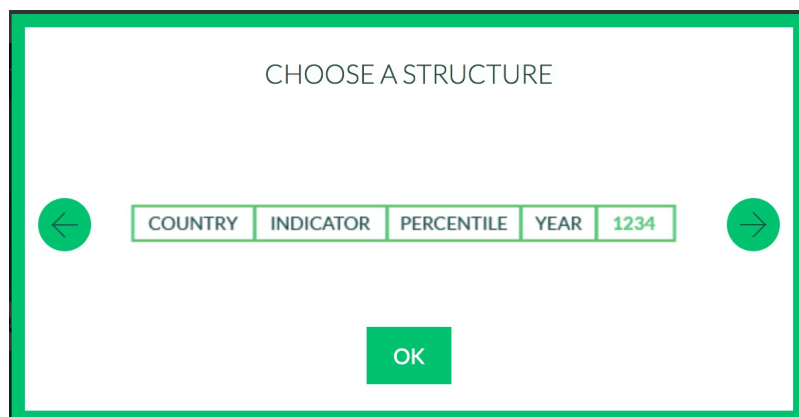 CHOOSE A STRUCTURE
COUNTRY INDICATOR PERCENTILE YEAR 1234
OK